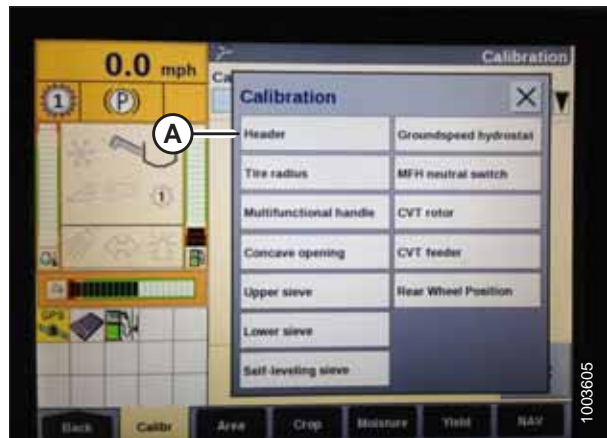 0.0 mph
Calibration
Ca
1
(P)
Calibration
X
A
Header
Groundspeed hydrostat
Tire radius
MFH neutral switch
Multifunctional handle
CVT rotor
Concave opening
CVT feeder
Upper sieve
Rear Wheel Position
Lower sieve
Self-leveling sieve
1
GPS
Back
Calibr
Area
Crop
Moisture
Yield
NAV
1003605